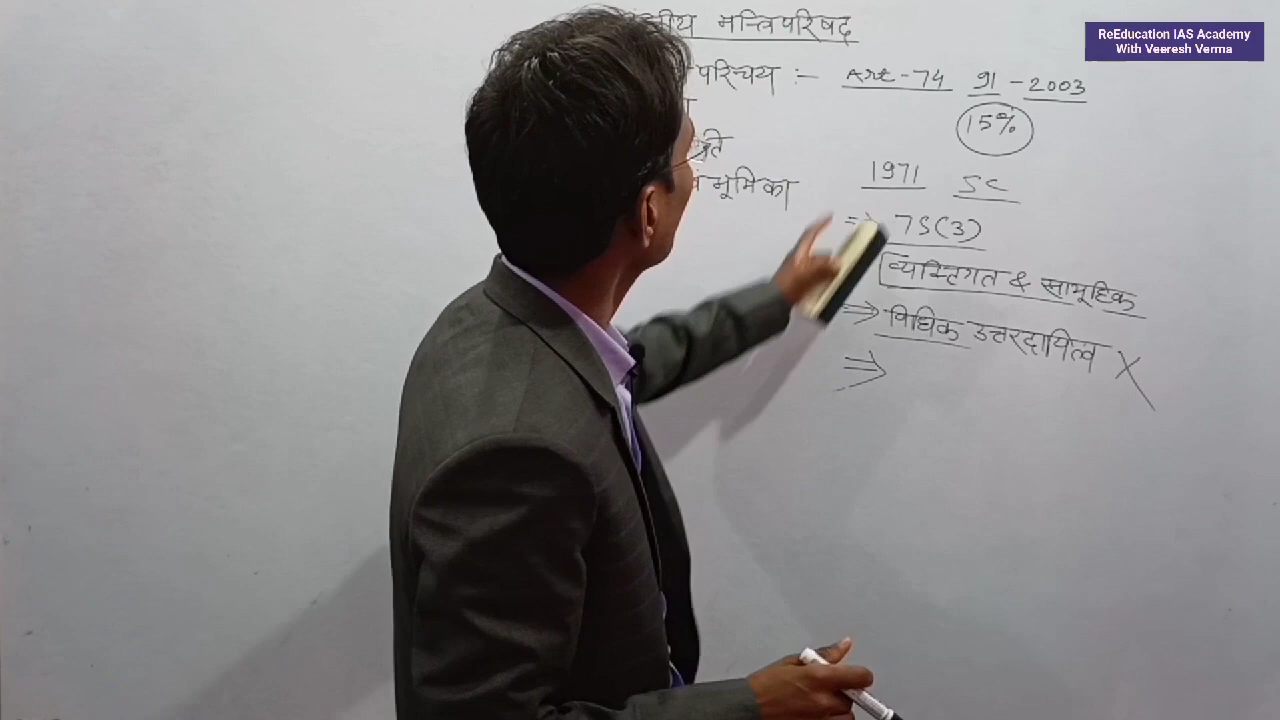 मन्त्रिपरिषद
ReEducation IAS Academy
With Veeresh Verma
परिचय :- Art-74 91-2003
15%
भूमिका 1971 SC
=> 75(3)
व्यक्तिगत & सामूहिक
=> विधिक उत्तरदायित्व X
=>